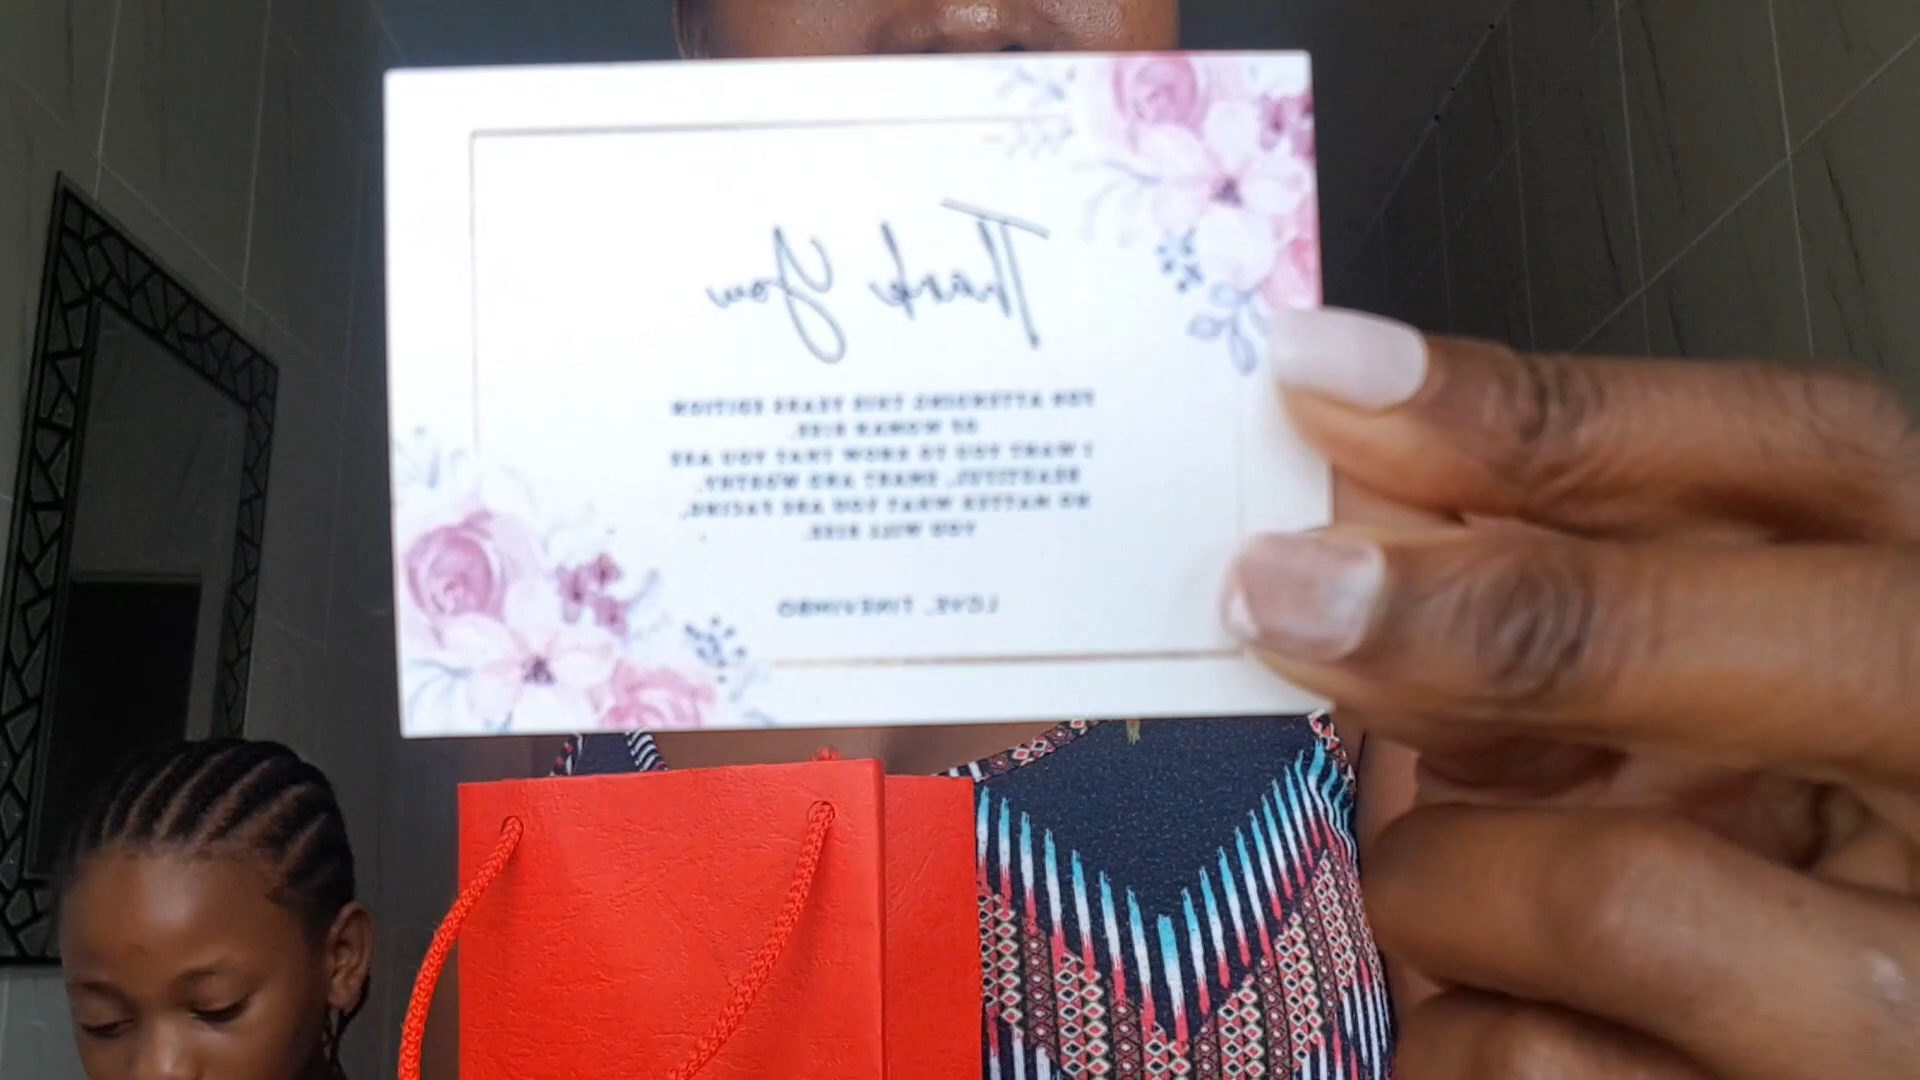 Thank You
FOR ATTENDING THIS YEARS EDITION
OF WOMAN RISE.
I WANT YOU TO KNOW THAT YOU ARE
BEAUTIFUL, SMART AND WORTHY.
NO MATTER WHAT YOU ARE FACING,
YOU WILL RISE.
LOVE, TINEVIMBO